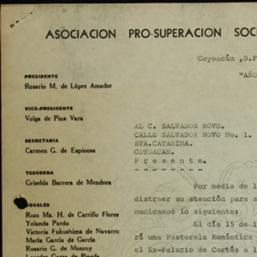 ASOCIACION PRO-SUPERACION SOC
Coyoacán ,D.F
"AÑO
PRESIDENTE
Rosario M. de López Amador
VICE-PRESIDENTE
Volga de Pina Vara
AL C. SALVADOR NOVO.
CALLE SALVADOR NOVO No. 1.
STA.CATARINA.
COYOACAN.
P r e s e n t e.
SECRETARIA
Carmen G. de Espinosa
TESORERA
Griselda Barrera de Mendoza
Por medio de l
distraer su atención para s
municamos lo siguiente:
VOCALES
Rosa Ma. H. de Carrillo Flores
Yolanda Pardo
Victoria Fukushima de Navarro
María García de García
Rosario G. de Monroy
El día 15 de 
rá una Pastorela Romántica
el Ex-Palacio de Cortés a l